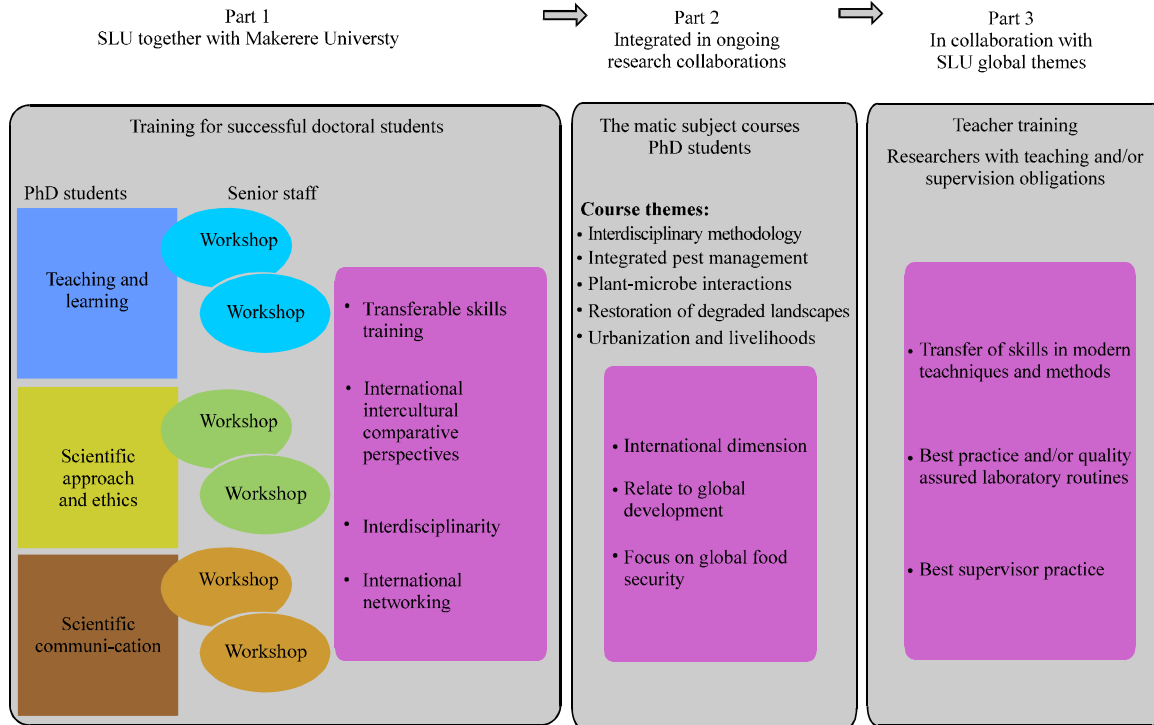 Part 1
SLU together with Makerere Universty
Part 2
Integrated in ongoing
research collaborations
Part 3
In collaboration with
SLU global themes
Training for successful doctoral students
PhD students
Senior staff
Teaching and
learning
Workshop
Workshop
Scientific
approach
and ethics
Workshop
Workshop
Scientific
communi-cation
Workshop
Workshop
• Transferable skills
training
• International
intercultural
comparative
perspectives
• Interdisciplinarity
• International
networking
The matic subject courses
PhD students
Course themes:
• Interdisciplinary methodology
• Integrated pest management
• Plant-microbe interactions
• Restoration of degraded landscapes
• Urbanization and livelihoods
• International dimension
• Relate to global
development
• Focus on global food
security
Teacher training
Researchers with teaching and/or
supervision obligations
• Transfer of skills in modern
teachniques and methods
• Best practice and/or quality
assured laboratory routines
• Best supervisor practice